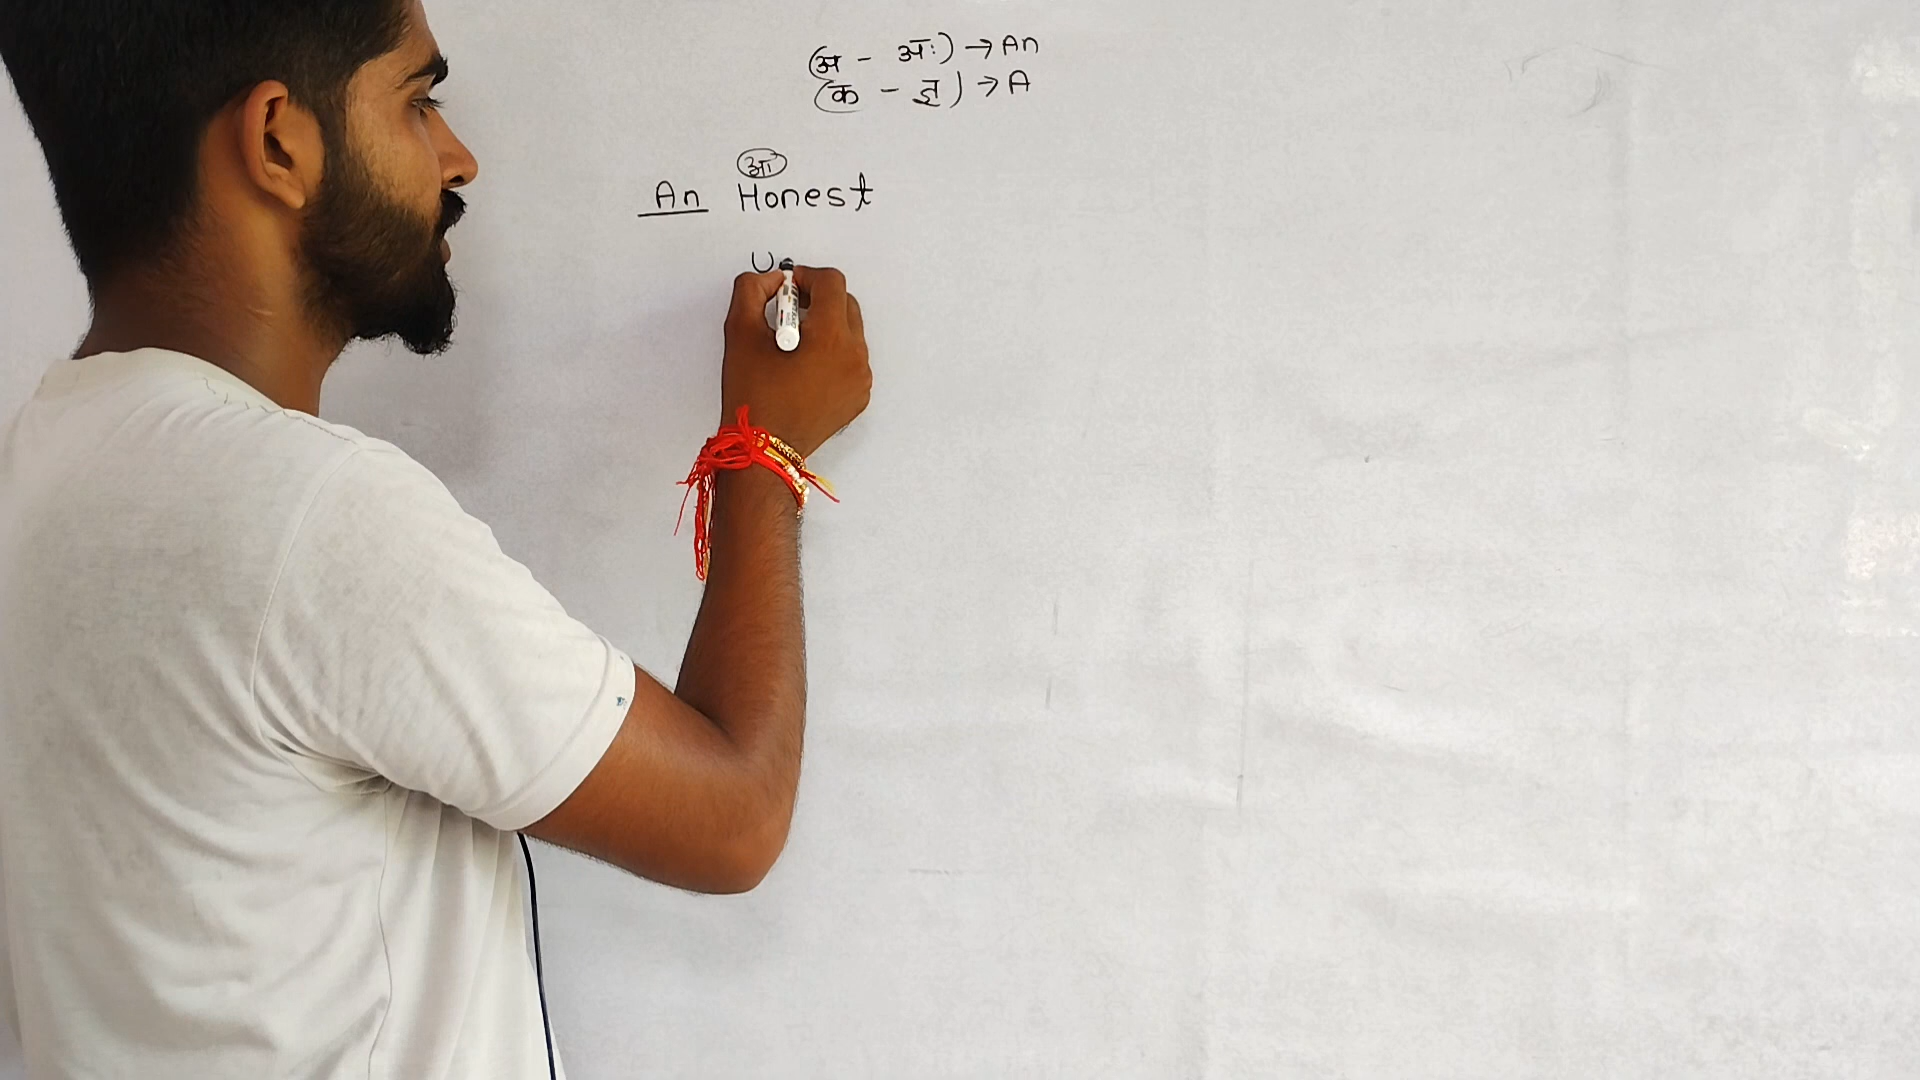 (अ - अः) → An
(क - ज्ञ) → A
ऑ
An Honest
U